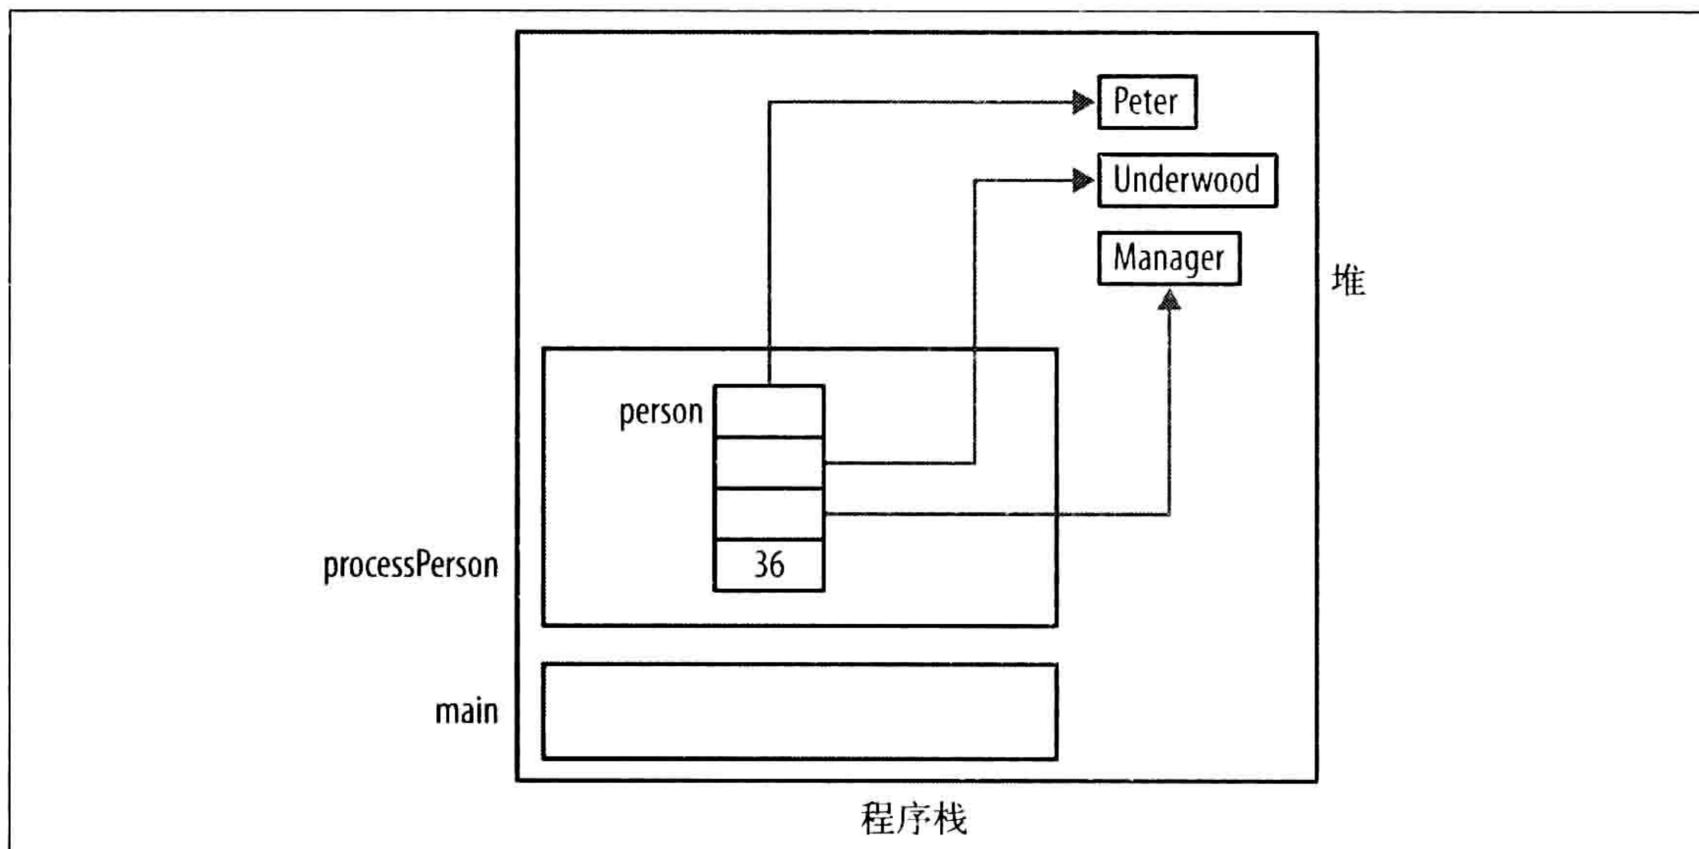 Peter
Underwood
Manager
堆
person
36
processPerson
main
程序栈